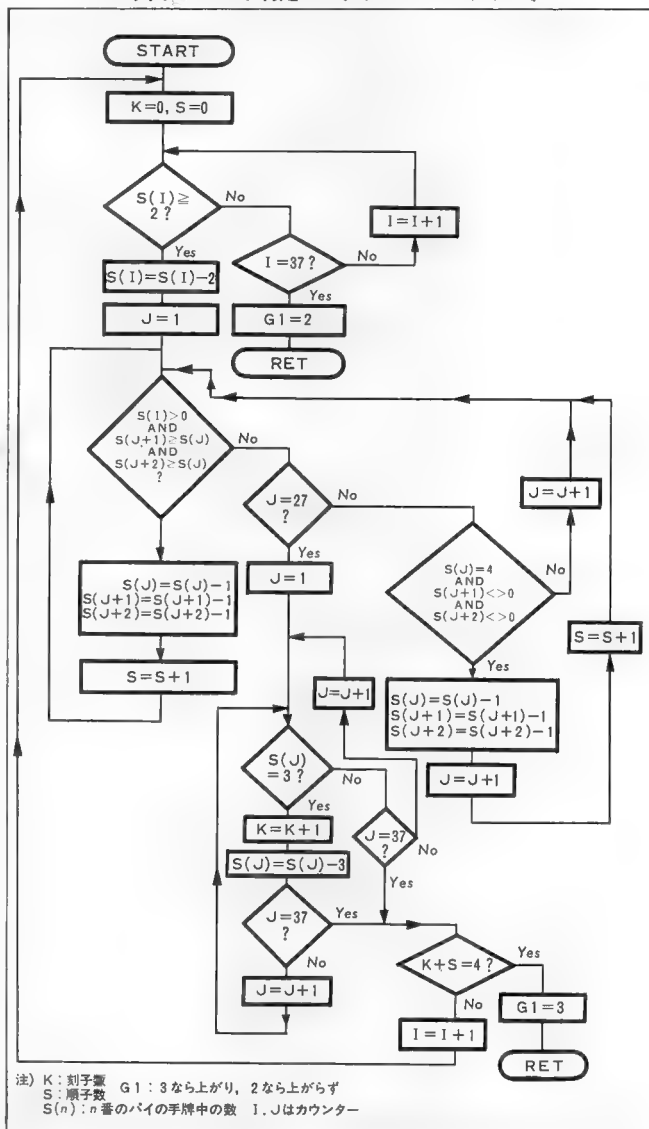 START
K=0, S=0
S(I)≧
2?
No
I=I+1
Yes
I=37?
No
S(I)=S(I)-2
Yes
J=1
G1=2
RET
S(I)>0
AND
S(J+1)≥S(J)
AND
S(J+2)≥S(J)
?
No
J=27
?
No
J=J+1
Yes
J=1
S(J)=4
AND
S(J+1)<>0
AND
S(J+2)<>0
No
S(J)=S(J)-1
S(J+1)=S(J+1)-1
S(J+2)=S(J+2)-1
S=S+1
Yes
S=S+1
J=J+1
S(J)=S(J)-1
S(J+1)=S(J+1)-1
S(J+2)=S(J+2)-1
J=J+1
S(J)
=3?
No
Yes
K=K+1
J=37
?
No
S(J)=S(J)-3
Yes
J=37
?
Yes
No
K+S=4?
Yes
J=J+1
No
G1=3
I=I+1
RET
注) K:刻子数
S:順子数 G1:3なら上がり,2なら上がらず
S(n):n番のパイの手牌中の数 I.Jはカウンター